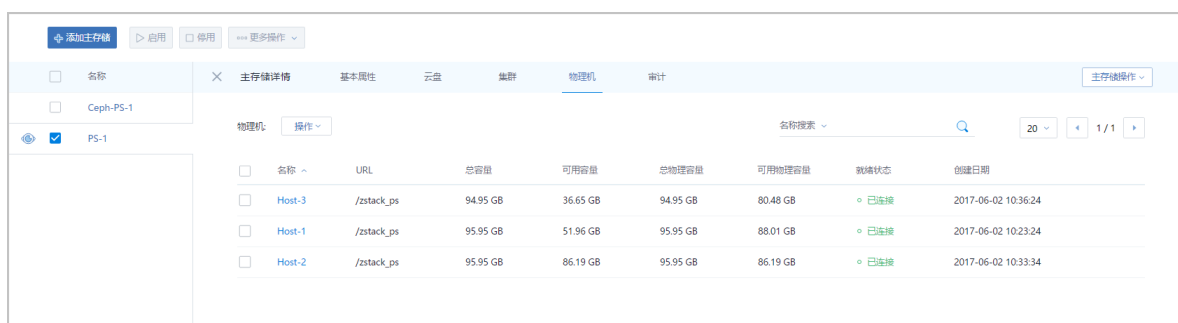 添加主存储 启用 停用 更多操作
名称 主存储详情 基本属性 云盘 集群 物理机 审计 主存储操作
Ceph-PS-1
PS-1
物理机: 操作 名称搜索 20 1 / 1
名称 URL 总容量 可用容量 总物理容量 可用物理容量 就绪状态 创建日期
Host-3 /zstack_ps 94.95 GB 36.65 GB 94.95 GB 80.48 GB 已连接 2017-06-02 10:36:24
Host-1 /zstack_ps 95.95 GB 51.96 GB 95.95 GB 88.01 GB 已连接 2017-06-02 10:23:24
Host-2 /zstack_ps 95.95 GB 86.19 GB 95.95 GB 86.19 GB 已连接 2017-06-02 10:33:34